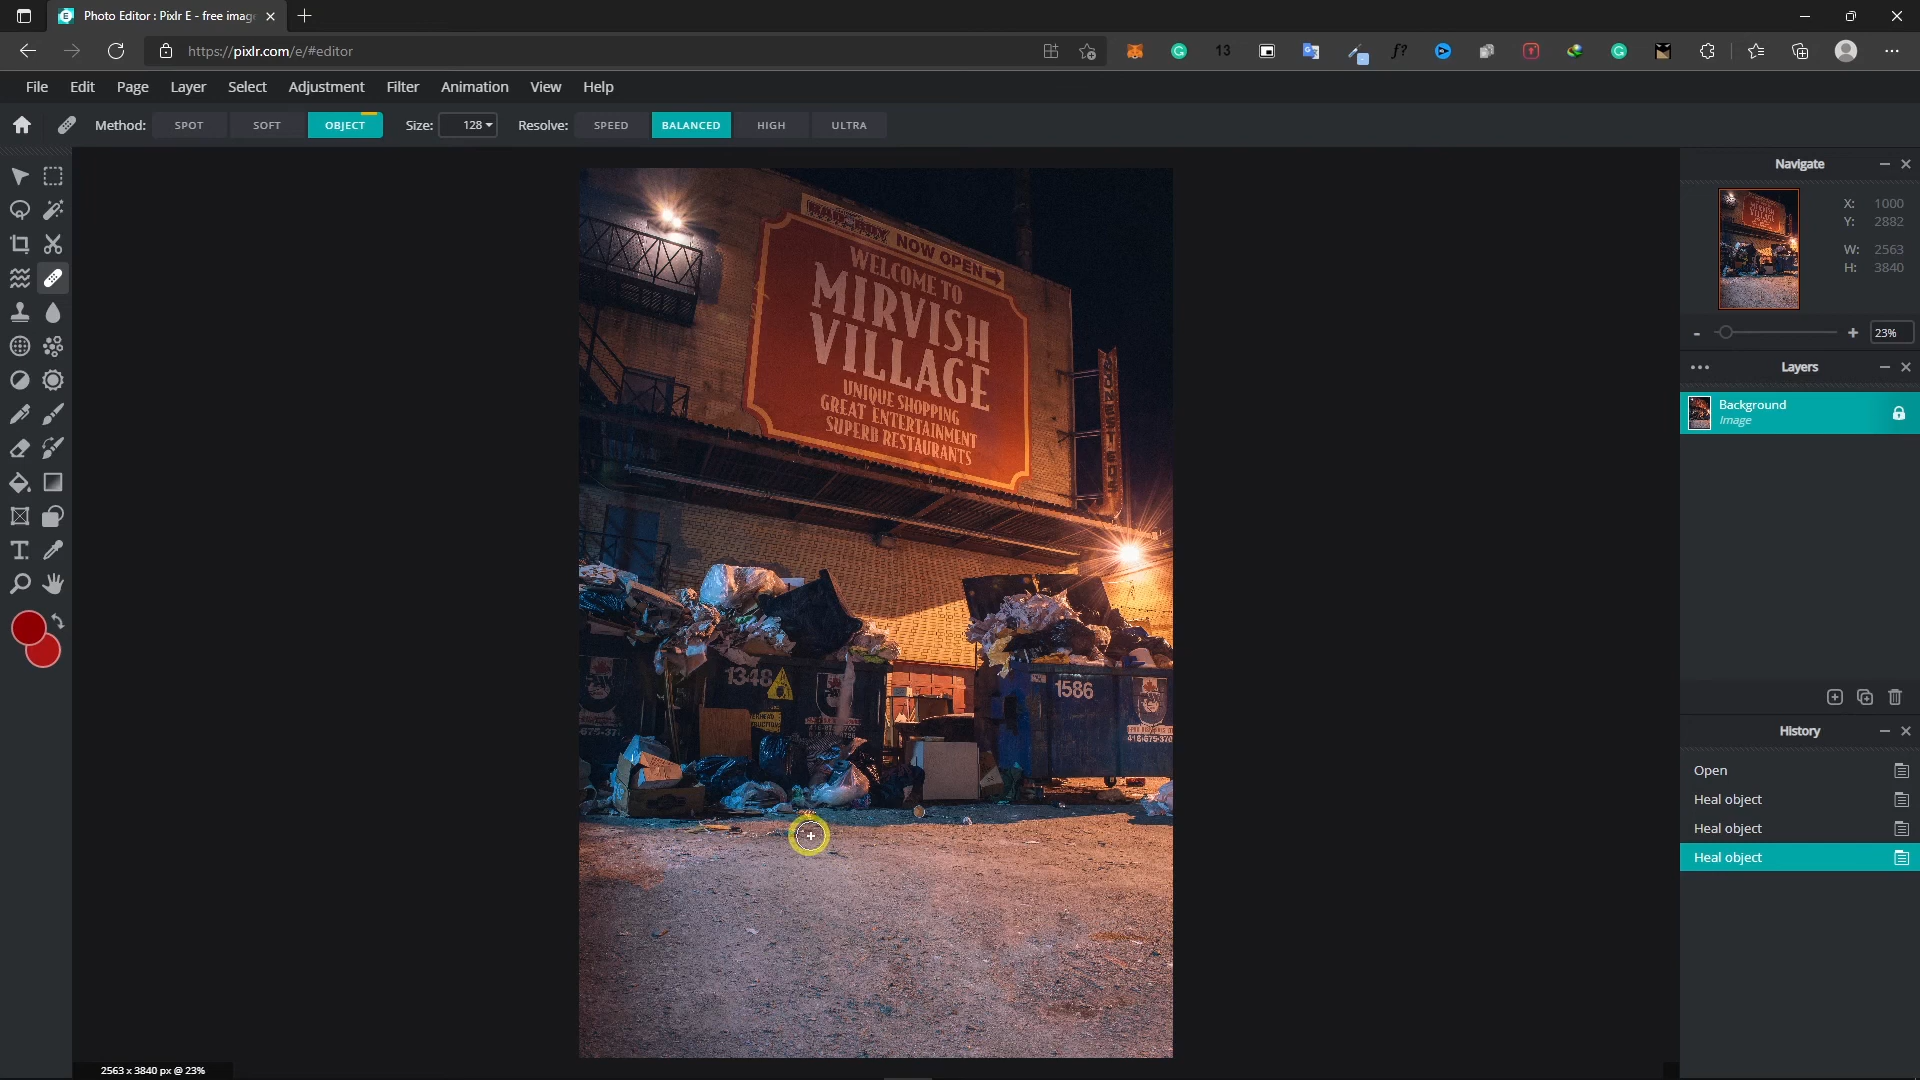 Photo Editor : Pixlr E - free imag
https://pixlr.com/e/#editor
13
File Edit Page Layer Select Adjustment Filter Animation View Help
Method: SPOT SOFT OBJECT Size: 128 Resolve: SPEED BALANCED HIGH ULTRA
Navigate
X: 1000
Y: 2882
W: 2563
H: 3840
- + 23%
Layers
Background
Image
History
Open
Heal object
Heal object
Heal object
NOW OPEN
WELCOME TO
MIRVISH
VILLAGE
UNIQUE SHOPPING
GREAT ENTERTAINMENT
SUPERB RESTAURANTS
1348
1586
2563 x 3840 px @ 23%